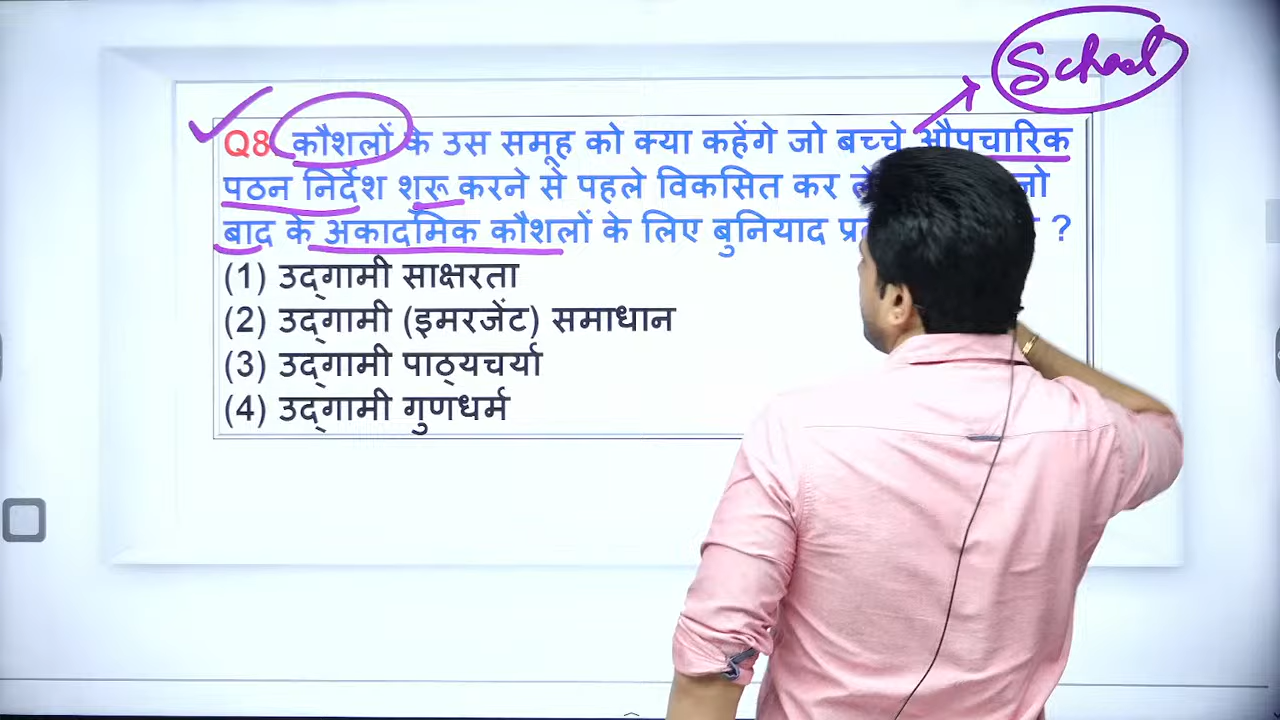 School
Q8. कौशलों के उस समूह को क्या कहेंगे जो बच्चे औपचारिक
पठन निर्देश शरू करने से पहले विकसित कर
बाद के अकादमिक कौशलों के लिए बुनियाद ?
(1) उद्गामी साक्षरता
(2) उद्गामी (इमरजेंट) समाधान
(3) उद्गामी पाठ्यचर्या
(4) उद्गामी गुणधर्म